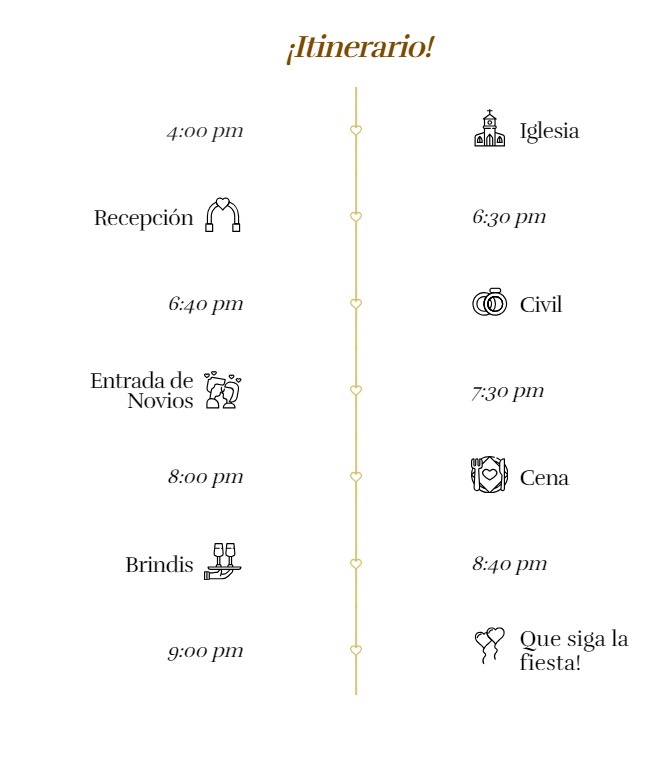 ¡Itinerario!
4:00 pm
Iglesia
Recepción
6:30 pm
6:40 pm
Civil
Entrada de
Novios
7:30 pm
8:00 pm
Cena
Brindis
8:40 pm
9:00 pm
Que siga la
fiesta!